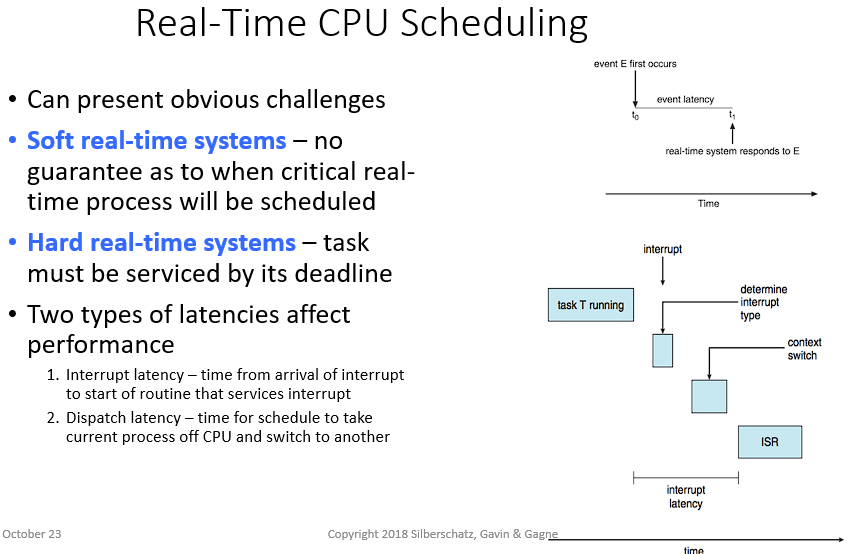 Real-Time CPU Scheduling
• Can present obvious challenges
• Soft real-time systems – no
guarantee as to when critical real-
time process will be scheduled
• Hard real-time systems – task
must be serviced by its deadline
• Two types of latencies affect
performance
1. Interrupt latency – time from arrival of interrupt
to start of routine that services interrupt
2. Dispatch latency – time for schedule to take
current process off CPU and switch to another
event E first occurs
event latency
t0
t1
real-time system responds to E
Time
interrupt
task T running
determine
interrupt
type
context
switch
ISR
interrupt
latency
time
October 23
Copyright 2018 Silberschatz, Gavin & Gagne